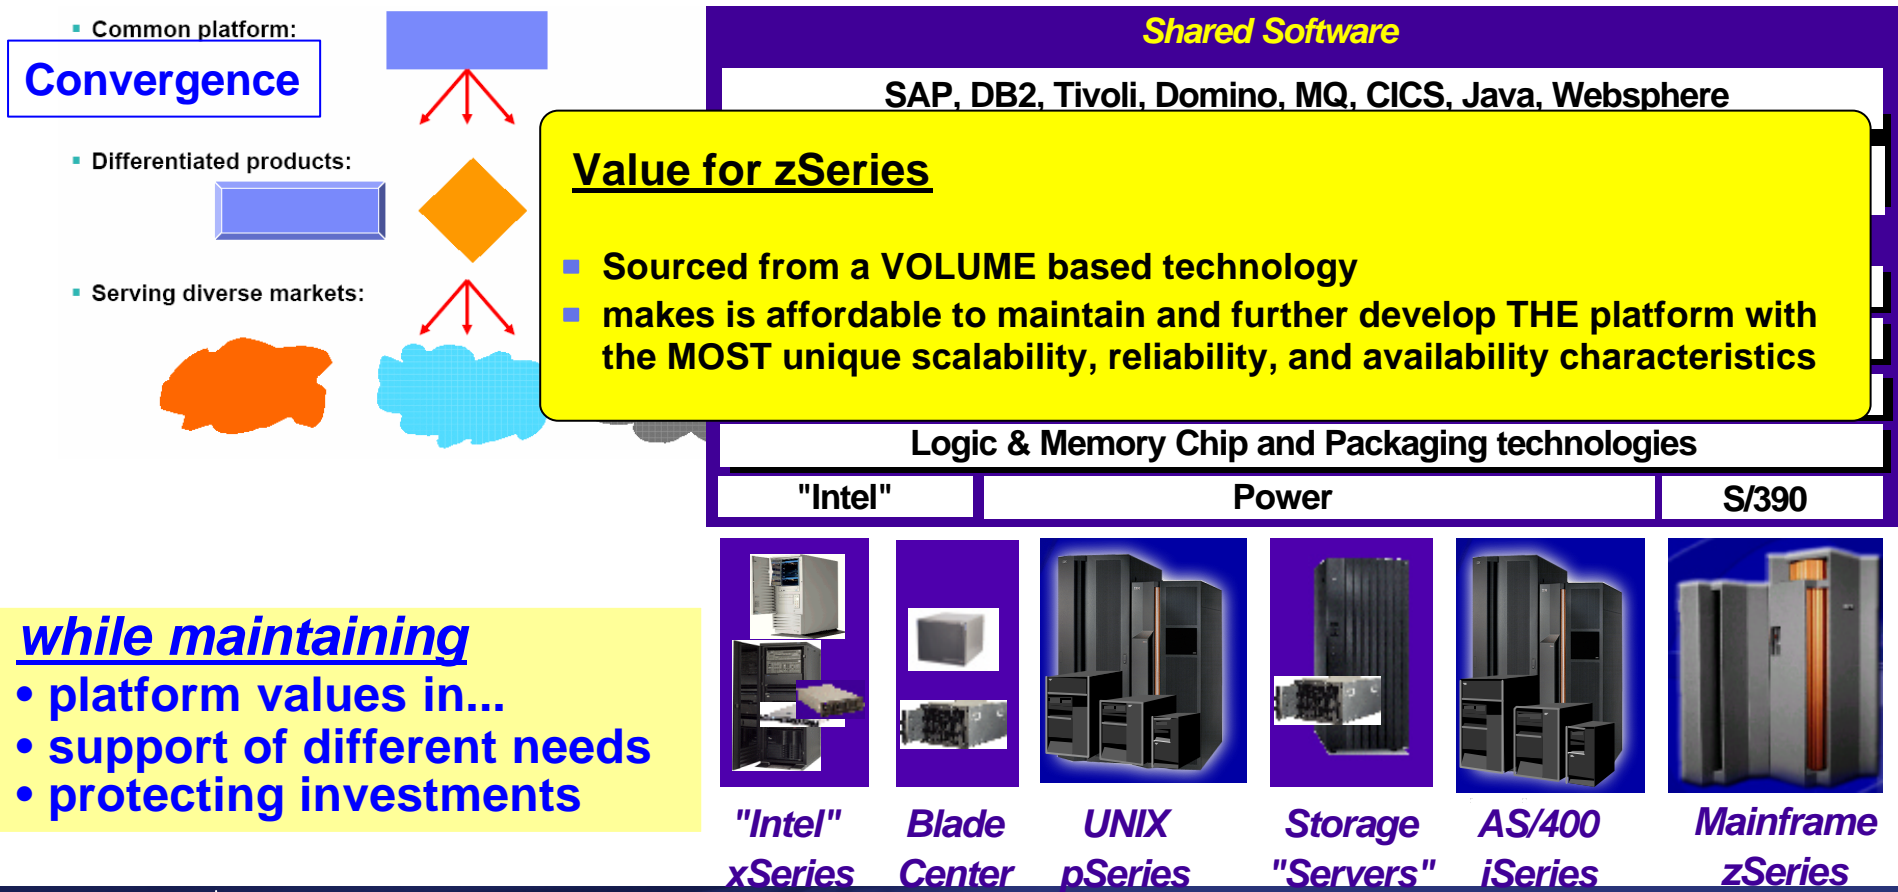 Common platform:
Convergence
Differentiated products:
Serving diverse markets:
Shared Software
SAP, DB2, Tivoli, Domino, MQ, CICS, Java, Websphere
Value for zSeries
Sourced from a VOLUME based technology
makes is affordable to maintain and further develop THE platform with
the MOST unique scalability, reliability, and availability characteristics
Logic & Memory Chip and Packaging technologies
"Intel" Power S/390
while maintaining
• platform values in...
• support of different needs
• protecting investments
"Intel"
xSeries
Blade
Center
UNIX
pSeries
Storage
"Servers"
AS/400
iSeries
Mainframe
zSeries